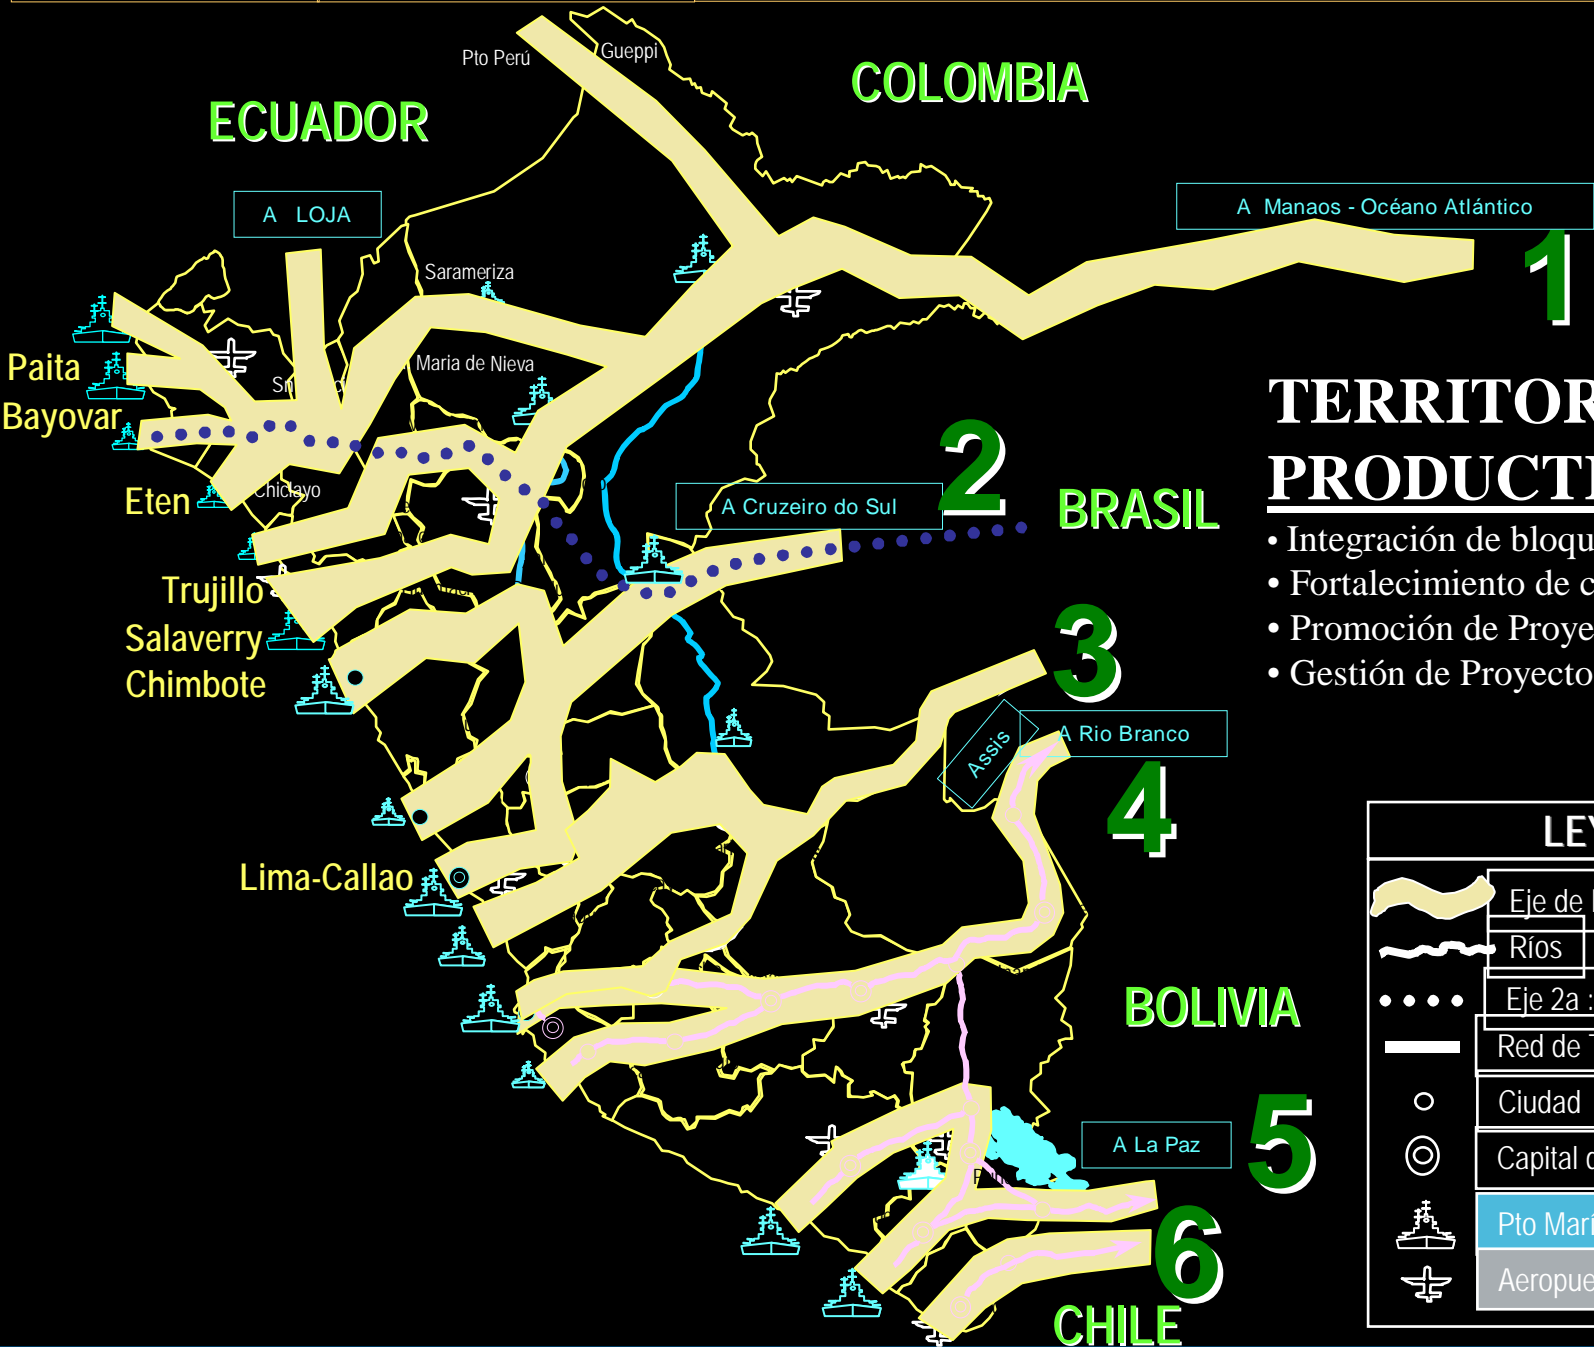 Pto Perú
Gueppi
COLOMBIA
ECUADOR
A LOJA
A Manaos - Océano Atlántico
1
Sarameriza
Maria de Nieva
Paita
Bayovar
Eten
Chiclayo
2
A Cruzeiro do Sul
BRASIL
TERRITOR
PRODUCTI
• Integración de bloqu
• Fortalecimiento de c
• Promoción de Proye
• Gestión de Proyecto
Trujillo
Salaverry
Chimbote
3
Assis
A Rio Branco
4
Lima-Callao
BOLIVIA
A La Paz
5
6
CHILE
LEY
Eje de
Ríos
Eje 2a :
Red de T
Ciudad
Capital d
Pto Marí
Aeropue